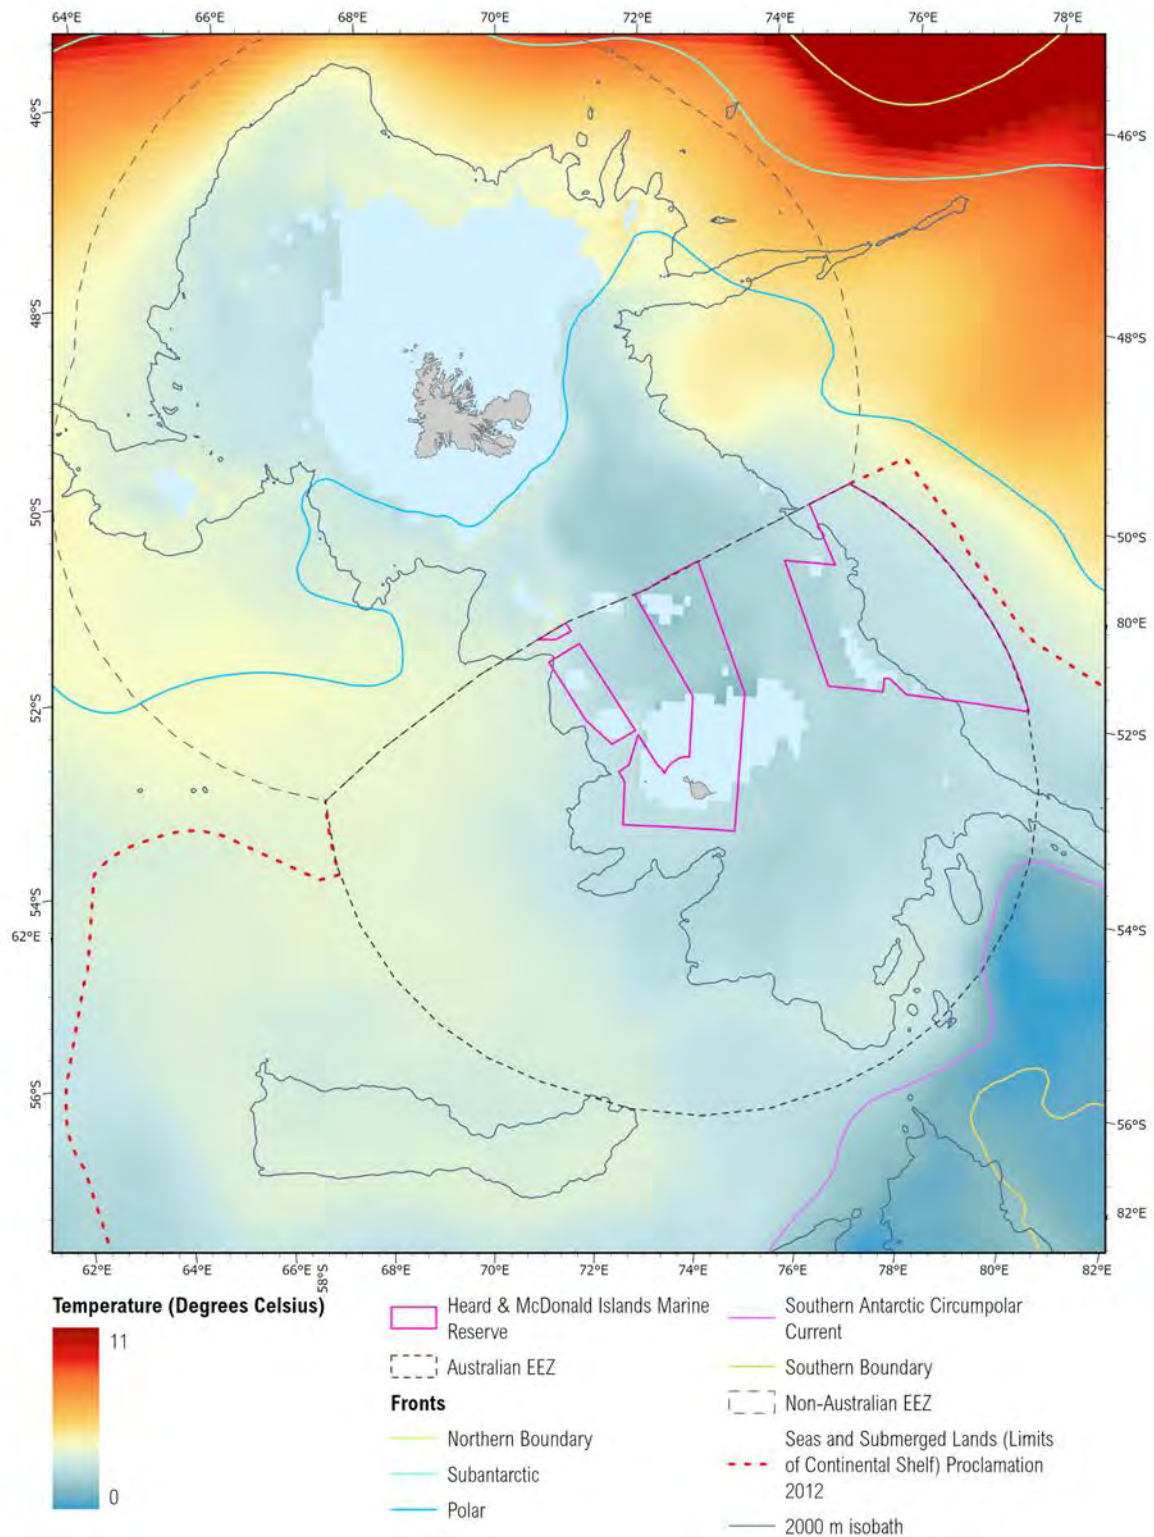 64°E 66°E 68°E 70°E 72°E 74°E 76°E 78°E
46°S
46°S
48°S
48°S
50°S
50°S
80°E
52°S
52°S
54°S
62°E
54°S
56°S
56°S
82°E
62°E 64°E 66°E 58°S 68°E 70°E 72°E 74°E 76°E 78°E 80°E 82°E
Temperature (Degrees Celsius)
11
0
Heard & McDonald Islands Marine
Reserve
Australian EEZ
Fronts
Northern Boundary
Subantarctic
Polar
Southern Antarctic Circumpolar
Current
Southern Boundary
Non-Australian EEZ
Seas and Submerged Lands (Limits
of Continental Shelf) Proclamation
2012
2000 m isobath